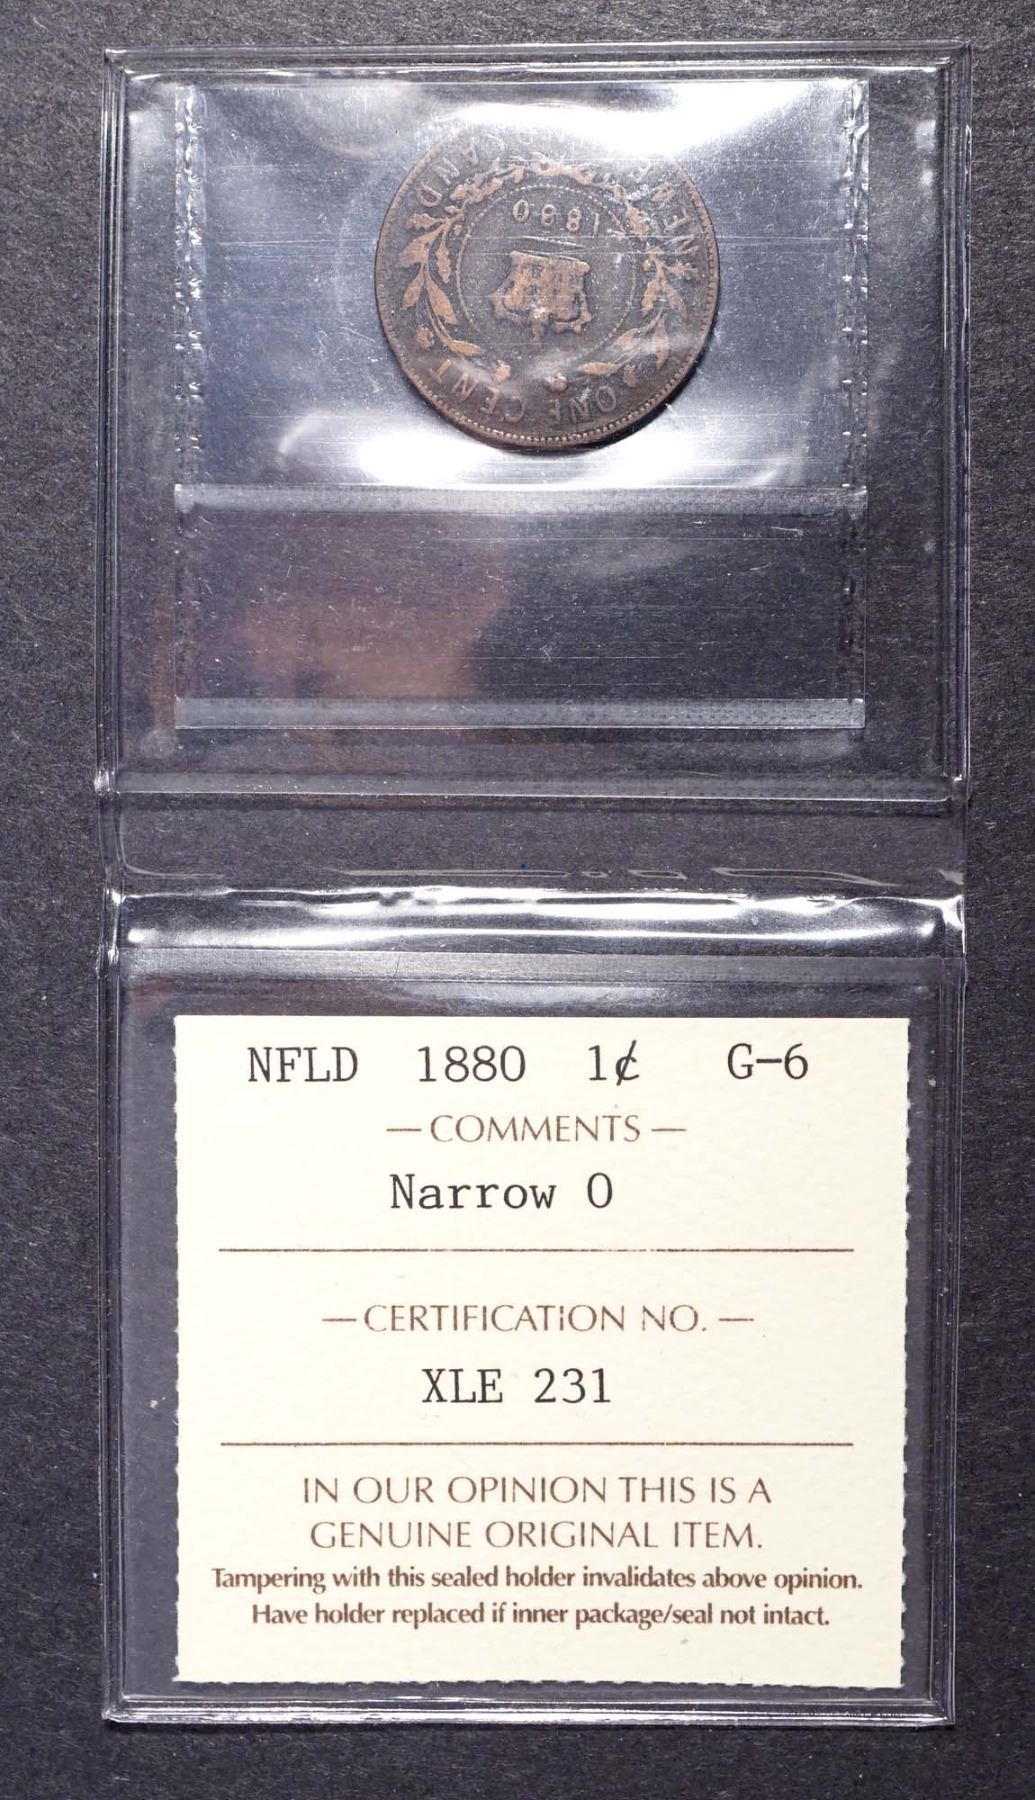 NEWFOUNDLAND
1880
ONE CENT
NFLD 1880 1¢ G-6
— COMMENTS —
Narrow 0
— CERTIFICATION NO. —
XLE 231
IN OUR OPINION THIS IS A
GENUINE ORIGINAL ITEM.
Tampering with this sealed holder invalidates above opinion.
Have holder replaced if inner package/seal not intact.